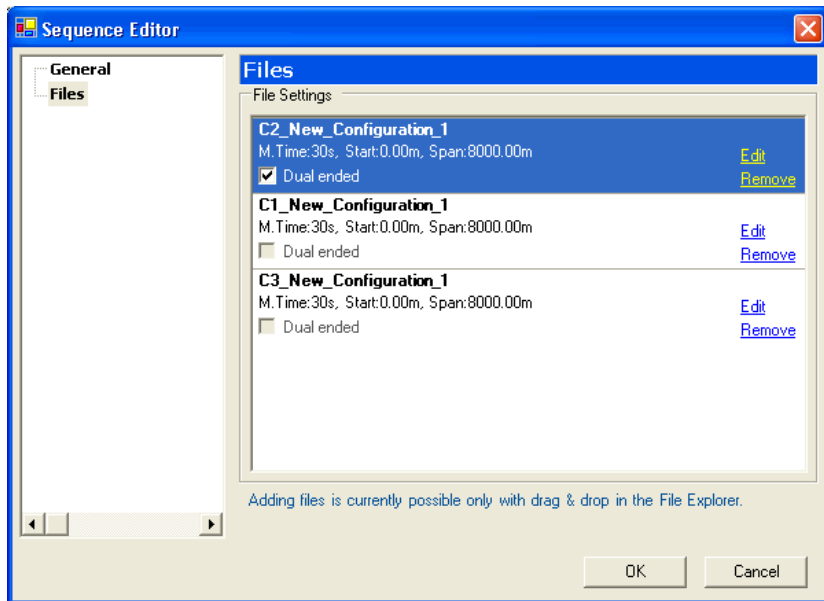 Sequence Editor
General
Files
Files
File Settings
C2_New_Configuration_1
M.Time:30s, Start:0.00m, Span:8000.00m
Edit
Dual ended
Remove
C1_New_Configuration_1
M.Time:30s, Start:0.00m, Span:8000.00m
Edit
Dual ended
Remove
C3_New_Configuration_1
M.Time:30s, Start:0.00m, Span:8000.00m
Edit
Dual ended
Remove
Adding files is currently possible only with drag & drop in the File Explorer.
OK
Cancel